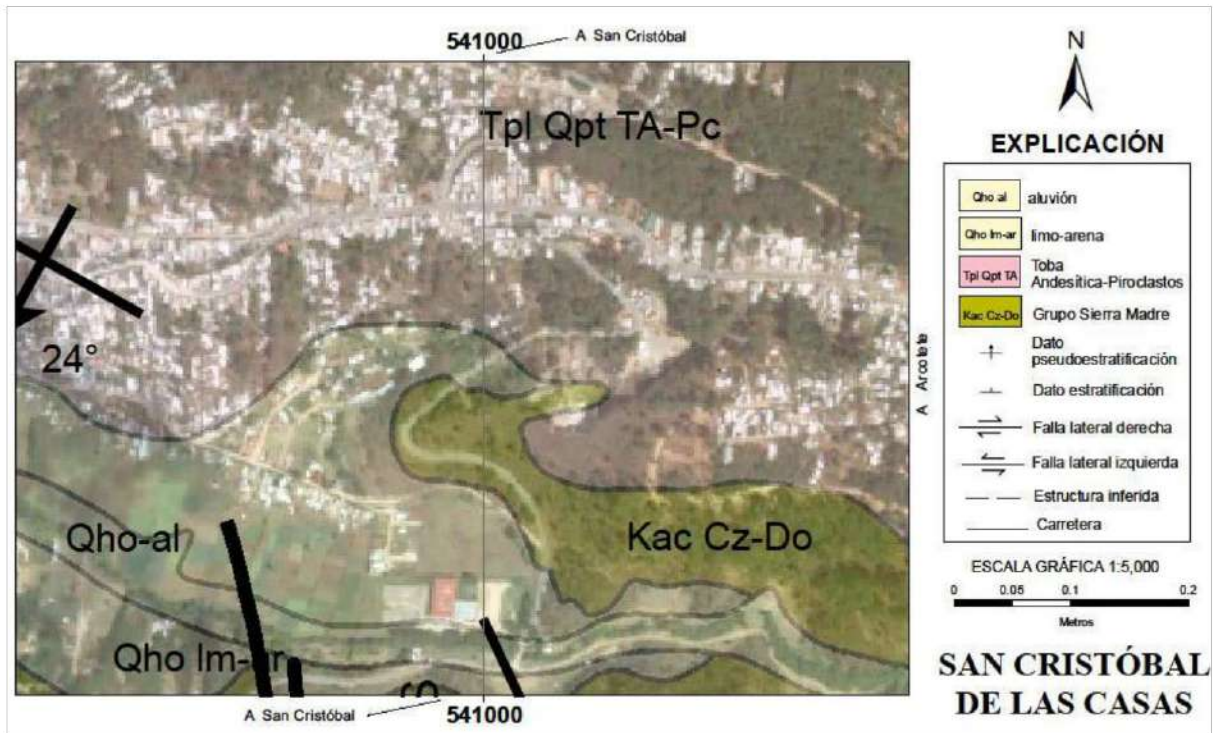 541000
A San Cristóbal
Tpl Qpt TA-Pc
24°
Qho-al
Kac Cz-Do
Qho lm-ar
S
A San Cristóbal
541000
A Arcotete
N
EXPLICACIÓN
Qho al aluvión
Qho lm-ar limo-arena
Tpl Qpt TA Toba
Andesítica-Piroclastos
Kac Cz-Do Grupo Sierra Madre
Dato
pseudoestratificación
Dato estratificación
Falla lateral derecha
Falla lateral izquierda
Estructura inferida
Carretera
ESCALA GRÁFICA 1:5,000
0 0.05 0.1 0.2
Metros
SAN CRISTÓBAL
DE LAS CASAS